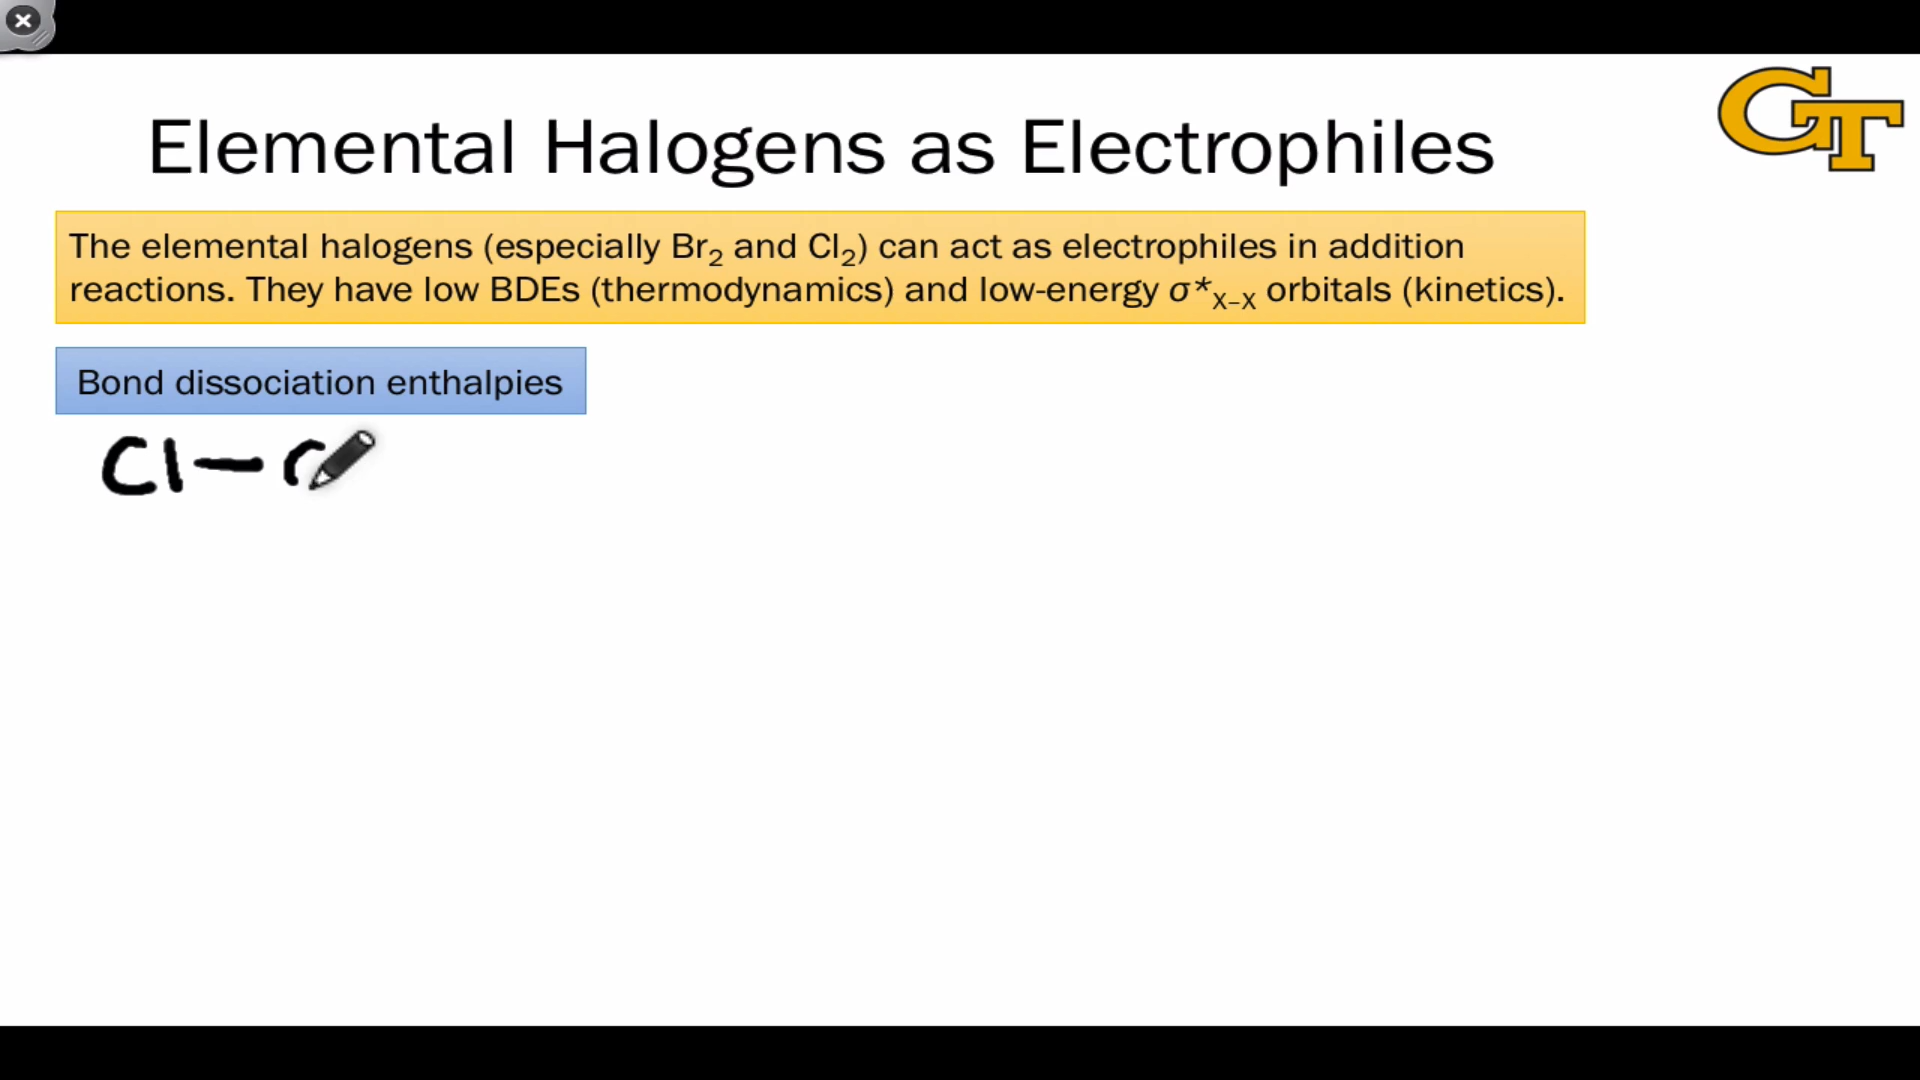 GT
Elemental Halogens as Electrophiles
The elemental halogens (especially Br₂ and Cl₂) can act as electrophiles in addition
reactions. They have low BDEs (thermodynamics) and low-energy σ*X–X orbitals (kinetics).
Bond dissociation enthalpies
Cl — C